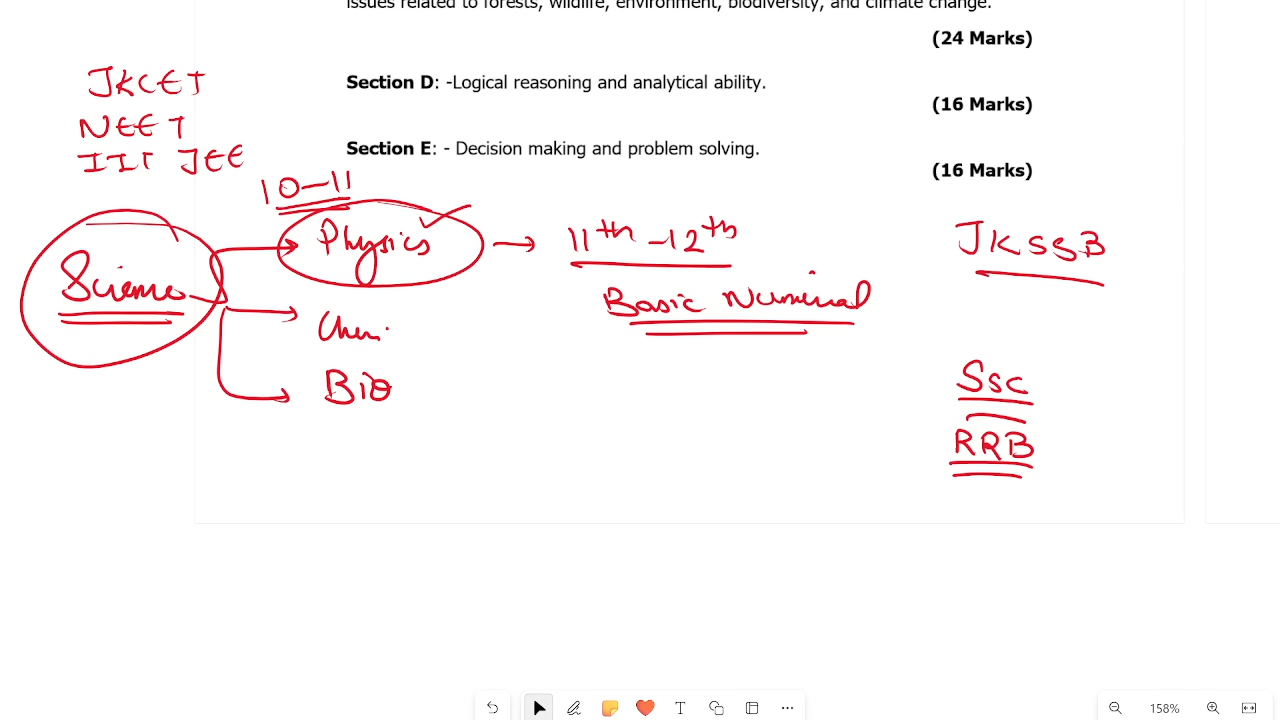 issues related to forests, wildlife, environment, biodiversity, and climate change.
(24 Marks)
JKCET
Section D: -Logical reasoning and analytical ability.
(16 Marks)
NEET
Section E: - Decision making and problem solving.
IIT JEE
(16 Marks)
10-11
Physics → 11th -12th
JKSSB
Science
Basic Numerical
Chem.
Bio
SSC
RRB
158%